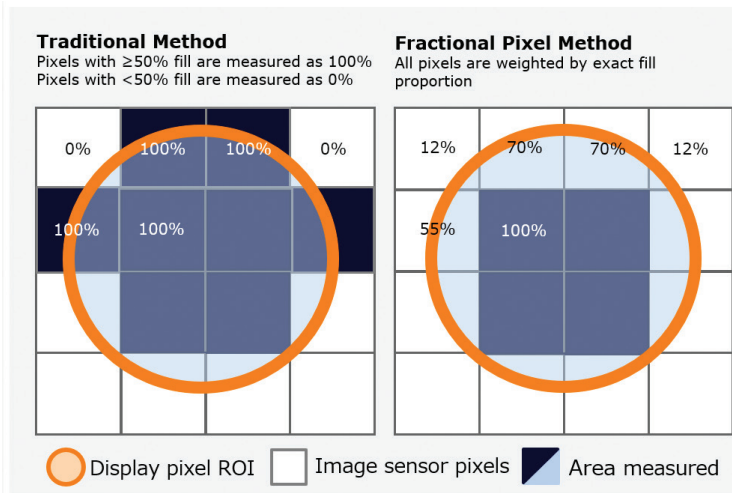 Traditional Method
Pixels with ≥50% fill are measured as 100%
Pixels with <50% fill are measured as 0%
0% 100% 100% 0%
100% 100%
Fractional Pixel Method
All pixels are weighted by exact fill
proportion
12% 70% 70% 12%
55% 100%
Display pixel ROI Image sensor pixels Area measured